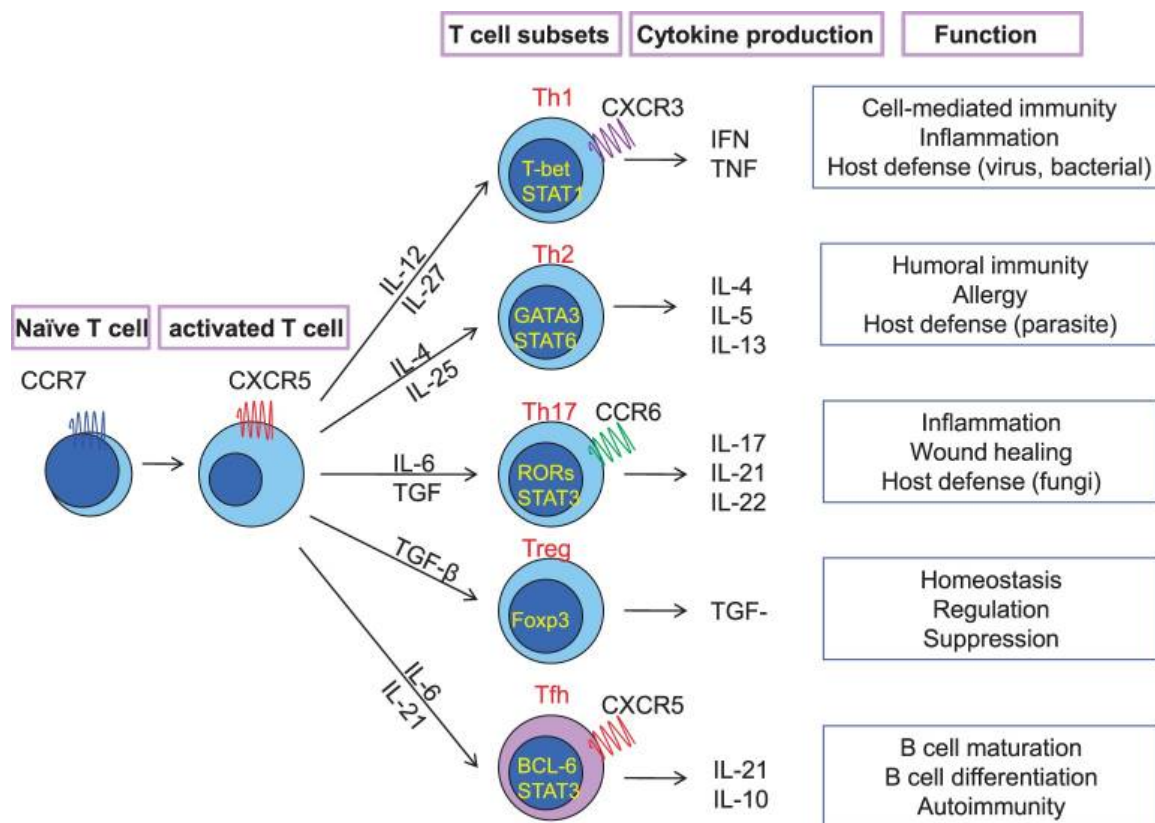 T cell subsets
Cytokine production
Function
Th1
CXCR3
T-bet
STAT1
IFN
TNF
Cell-mediated immunity
Inflammation
Host defense (virus, bacterial)
IL-12
IL-27
Th2
GATA3
STAT6
IL-4
IL-5
IL-13
Humoral immunity
Allergy
Host defense (parasite)
Naïve T cell
activated T cell
CCR7
CXCR5
IL-4
IL-25
Th17
CCR6
RORs
STAT3
IL-17
IL-21
IL-22
Inflammation
Wound healing
Host defense (fungi)
IL-6
TGF
TGF-β
Treg
Foxp3
TGF-
Homeostasis
Regulation
Suppression
IL-6
IL-21
Tfh
CXCR5
BCL-6
STAT3
IL-21
IL-10
B cell maturation
B cell differentiation
Autoimmunity